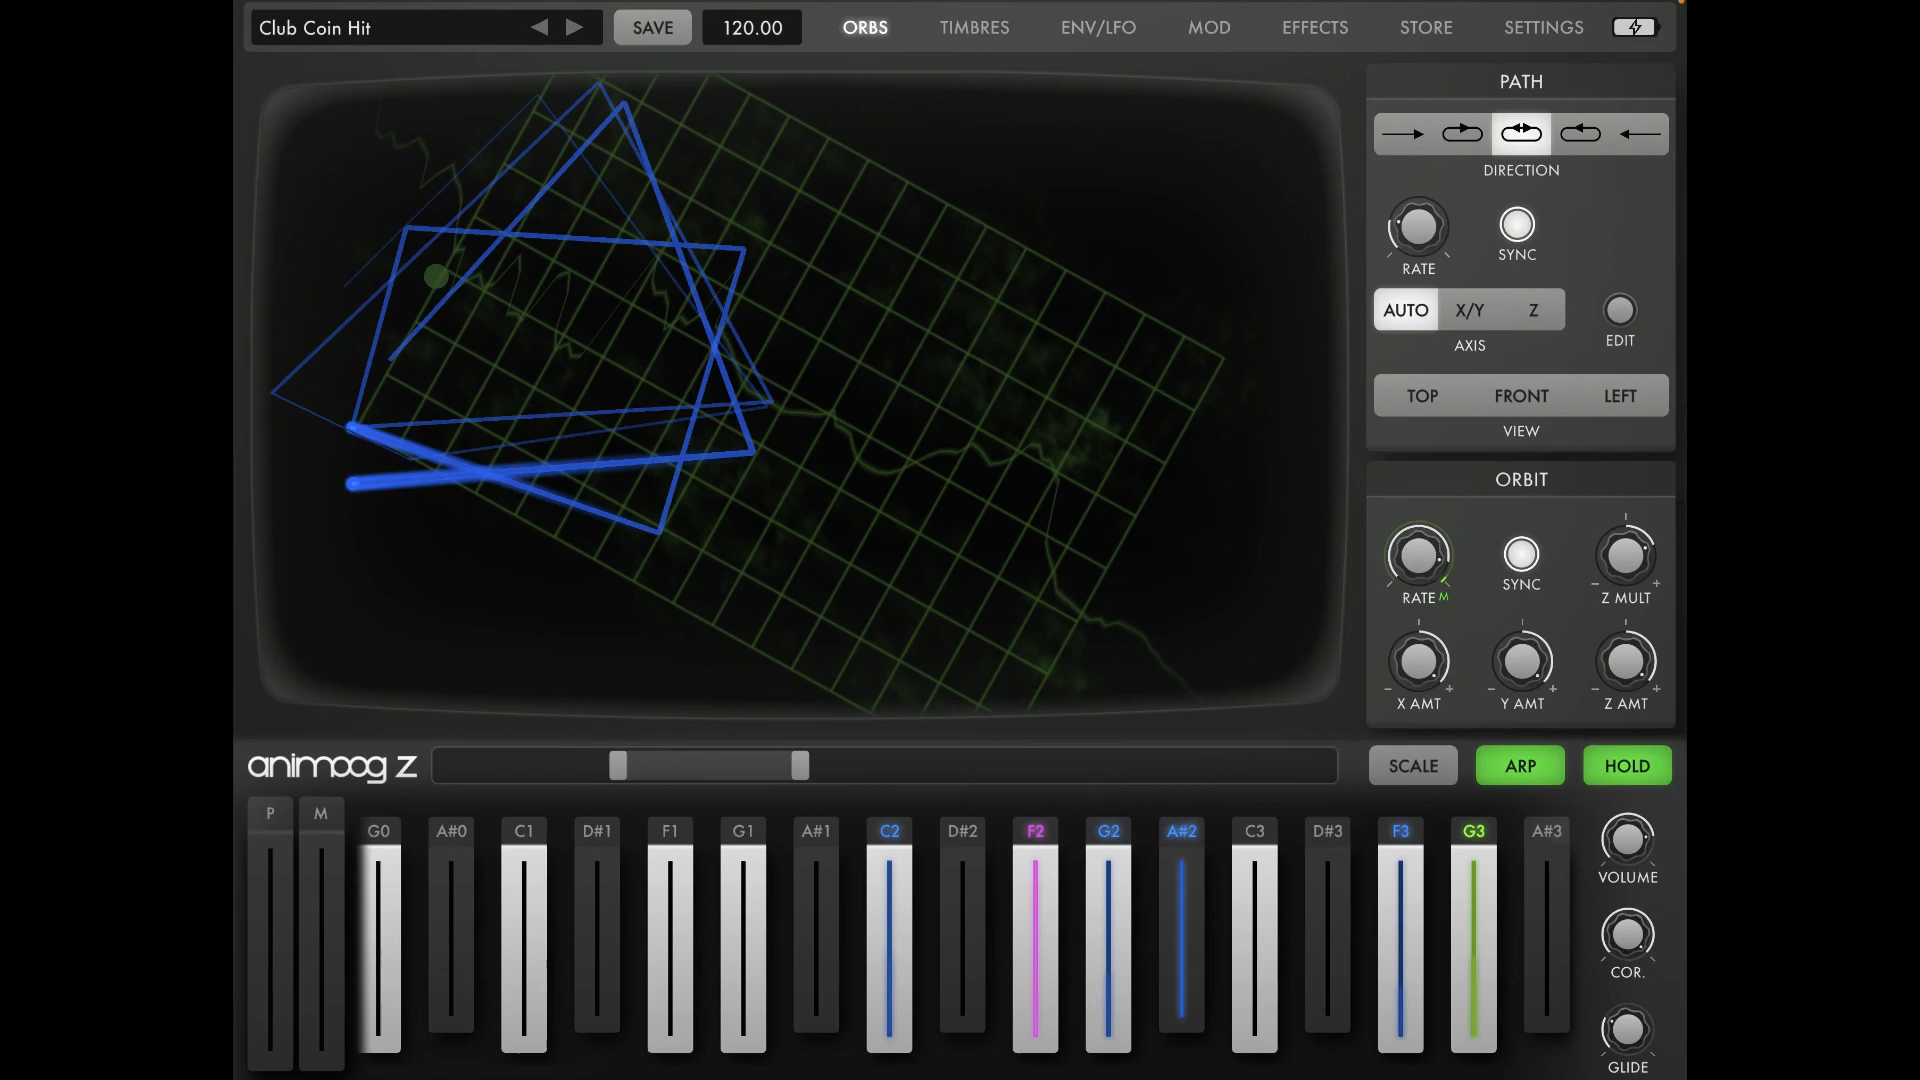 Club Coin Hit
SAVE
120.00
ORBS
TIMBRES
ENV/LFO
MOD
EFFECTS
STORE
SETTINGS
PATH
DIRECTION
RATE
SYNC
AUTO
X/Y
Z
AXIS
EDIT
TOP
FRONT
LEFT
VIEW
ORBIT
RATE M
SYNC
Z MULT
X AMT
Y AMT
Z AMT
animoog Z
SCALE
ARP
HOLD
P
M
G0
A#0
C1
D#1
F1
G1
A#1
C2
D#2
F2
G2
A#2
C3
D#3
F3
G3
A#3
VOLUME
COR.
GLIDE